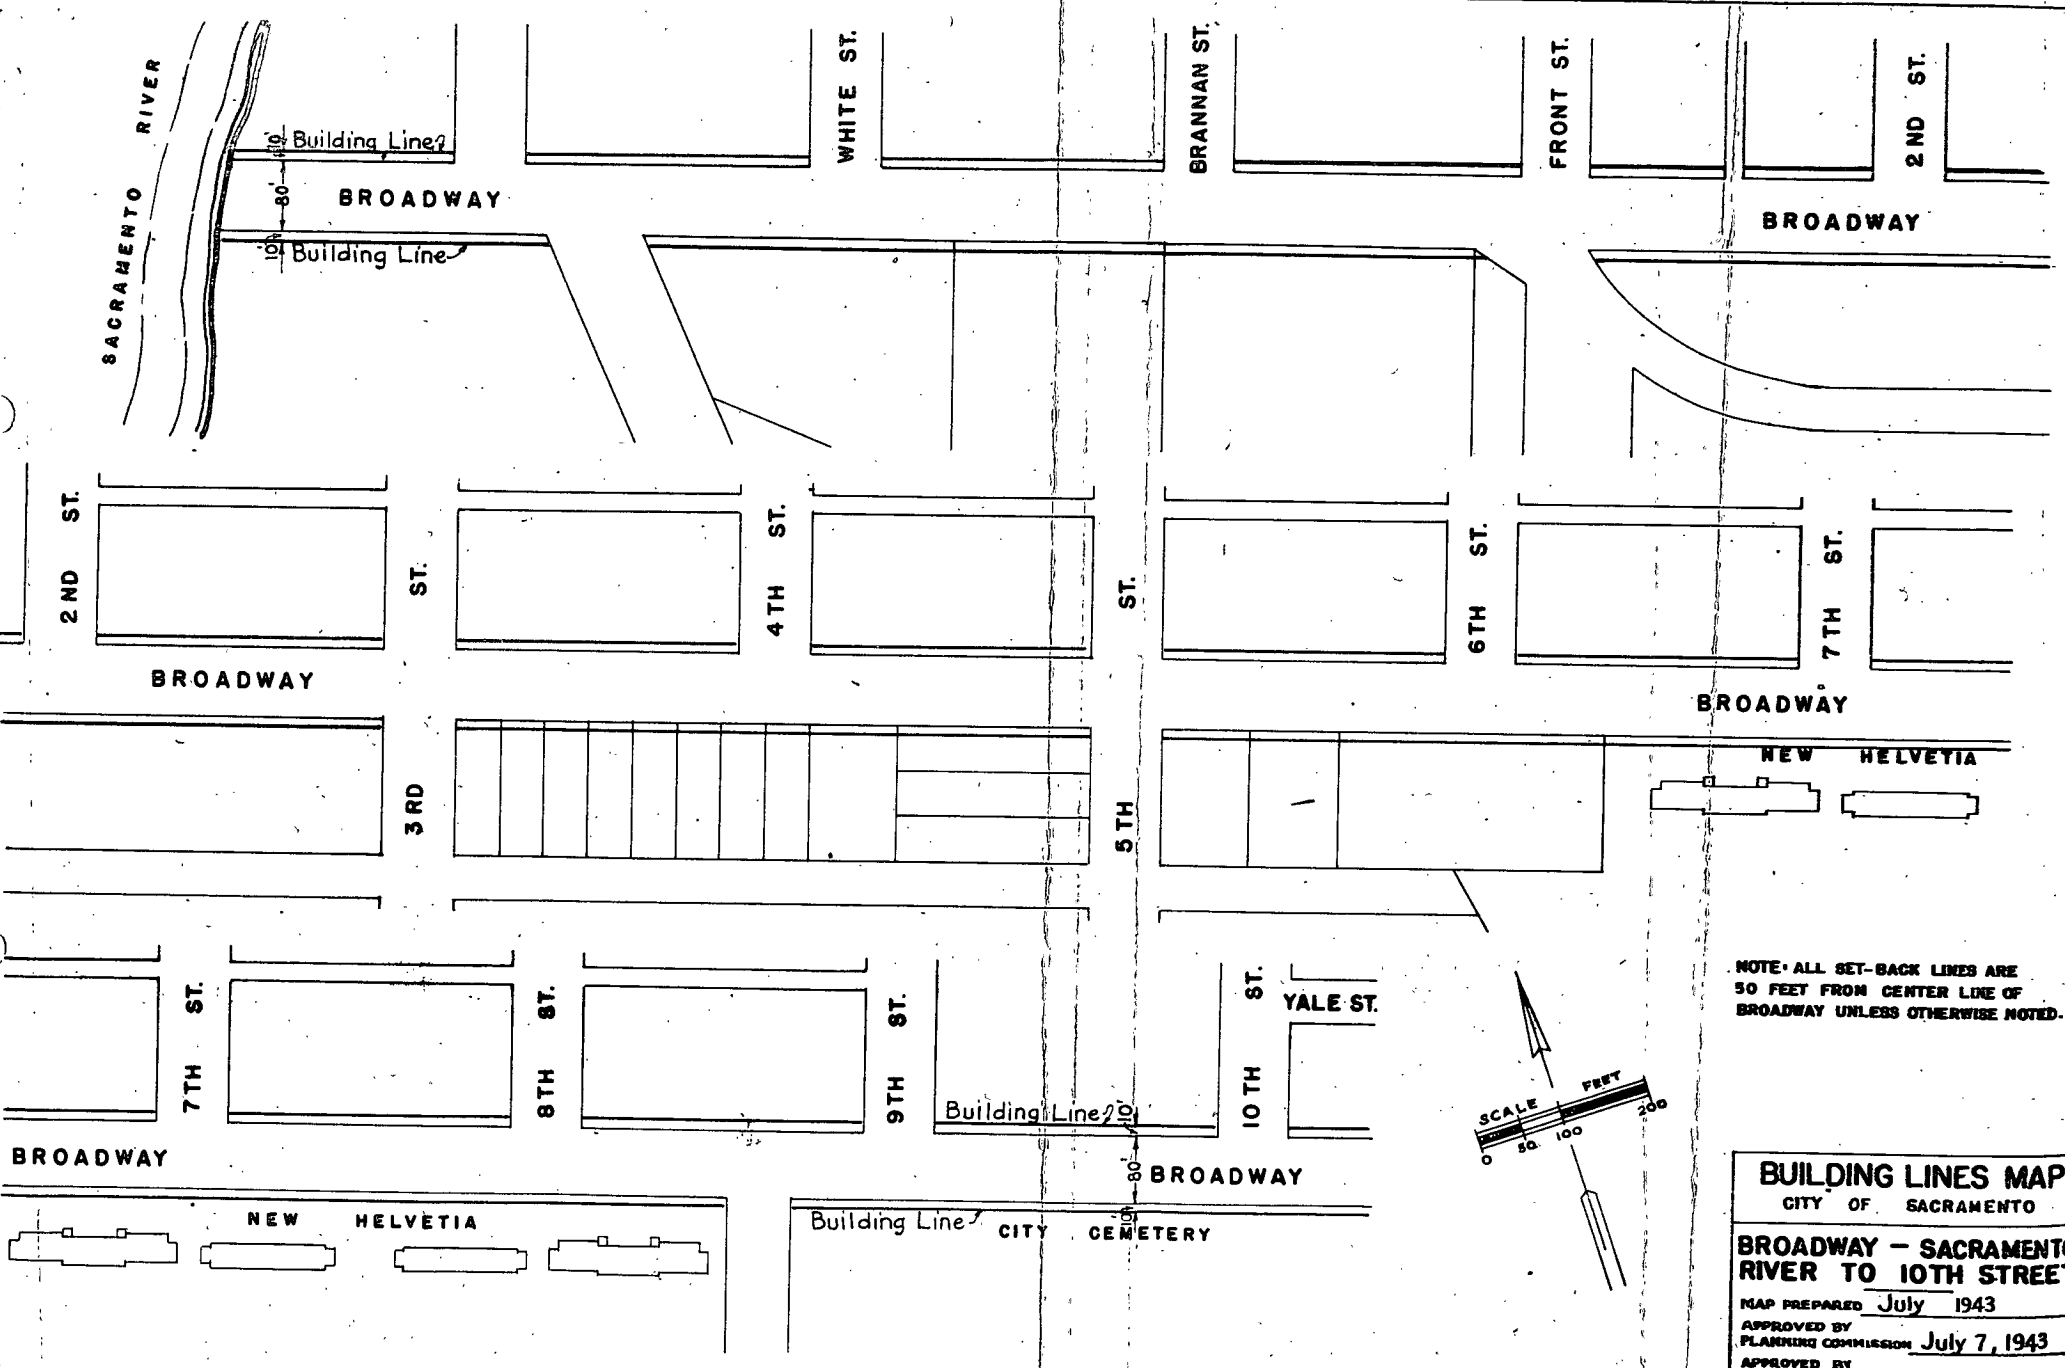 WHITE ST.
BRANNAN ST.
FRONT ST.
2ND ST.
SACRAMENTO RIVER
10'
Building Line
80'
BROADWAY
BROADWAY
10'
Building Line
2ND ST.
3RD ST.
4TH ST.
5TH ST.
6TH ST.
7TH ST.
BROADWAY
BROADWAY
NEW HELVETIA
7TH ST.
8TH ST.
9TH ST.
10TH ST.
YALE ST.
NOTE: ALL SET-BACK LINES ARE
50 FEET FROM CENTER LINE OF
BROADWAY UNLESS OTHERWISE NOTED.
SCALE FEET
0 50 100 200
Building Line 10'
BROADWAY
80' BROADWAY
NEW HELVETIA
Building Line 10'
CITY CEMETERY
BUILDING LINES MAP
CITY OF SACRAMENTO
BROADWAY – SACRAMENTO
RIVER TO 10TH STREET
MAP PREPARED July 1943
APPROVED BY
PLANNING COMMISSION July 7, 1943
APPROVED BY